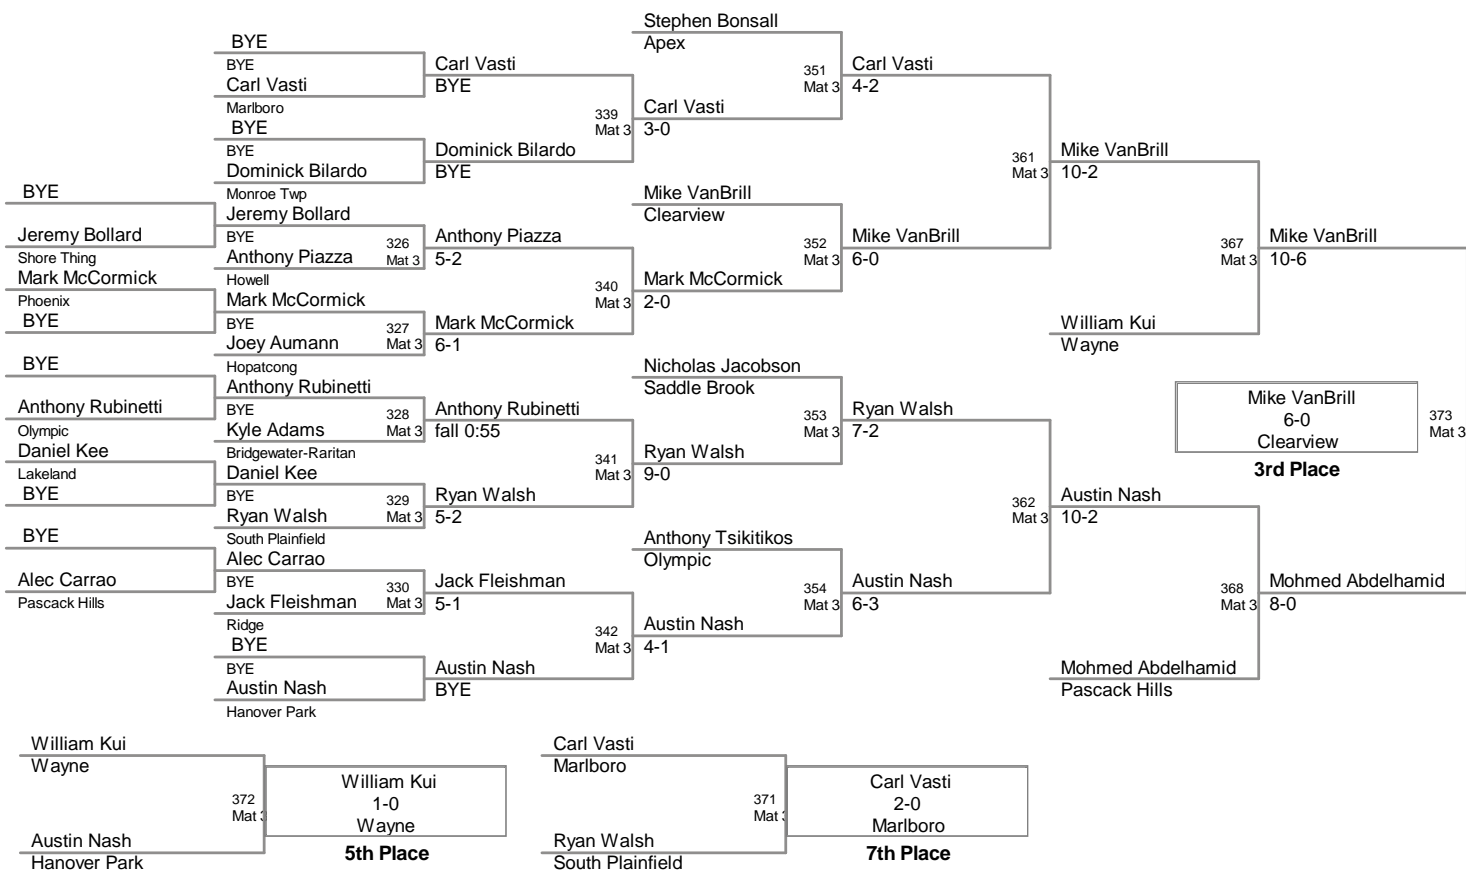 Stephen Bonsall
Apex
BYE
BYE
Carl Vasti
Marlboro
Carl Vasti
BYE
351
Mat 3
Carl Vasti
4-2
339
Mat 3
Carl Vasti
3-0
BYE
BYE
Dominick Bilardo
Monroe Twp
Dominick Bilardo
BYE
361
Mat 3
Mike VanBrill
10-2
BYE
Jeremy Bollard
Shore Thing
Jeremy Bollard
BYE
Anthony Piazza
Howell
326
Mat 3
Anthony Piazza
5-2
Mike VanBrill
Clearview
352
Mat 3
Mike VanBrill
6-0
367
Mat 3
Mike VanBrill
10-6
Mark McCormick
Phoenix
BYE
Mark McCormick
BYE
Joey Aumann
Hopatcong
327
Mat 3
Mark McCormick
6-1
340
Mat 3
Mark McCormick
2-0
William Kui
Wayne
BYE
Anthony Rubinetti
Olympic
Anthony Rubinetti
BYE
Kyle Adams
Bridgewater-Raritan
328
Mat 3
Anthony Rubinetti
fall 0:55
Nicholas Jacobson
Saddle Brook
353
Mat 3
Ryan Walsh
7-2
Mike VanBrill
6-0
Clearview
3rd Place
373
Mat 3
Daniel Kee
Lakeland
BYE
Daniel Kee
BYE
Ryan Walsh
South Plainfield
329
Mat 3
Ryan Walsh
5-2
341
Mat 3
Ryan Walsh
9-0
362
Mat 3
Austin Nash
10-2
BYE
Alec Carrao
Pascack Hills
Alec Carrao
BYE
Jack Fleishman
Ridge
330
Mat 3
Jack Fleishman
5-1
Anthony Tsikitikos
Olympic
354
Mat 3
Austin Nash
6-3
368
Mat 3
Mohmed Abdelhamid
8-0
BYE
BYE
Austin Nash
Hanover Park
Austin Nash
BYE
342
Mat 3
Austin Nash
4-1
Mohmed Abdelhamid
Pascack Hills
William Kui
Wayne
372
Mat 3
Austin Nash
Hanover Park
William Kui
1-0
Wayne
5th Place
Carl Vasti
Marlboro
371
Mat 3
Ryan Walsh
South Plainfield
Carl Vasti
2-0
Marlboro
7th Place